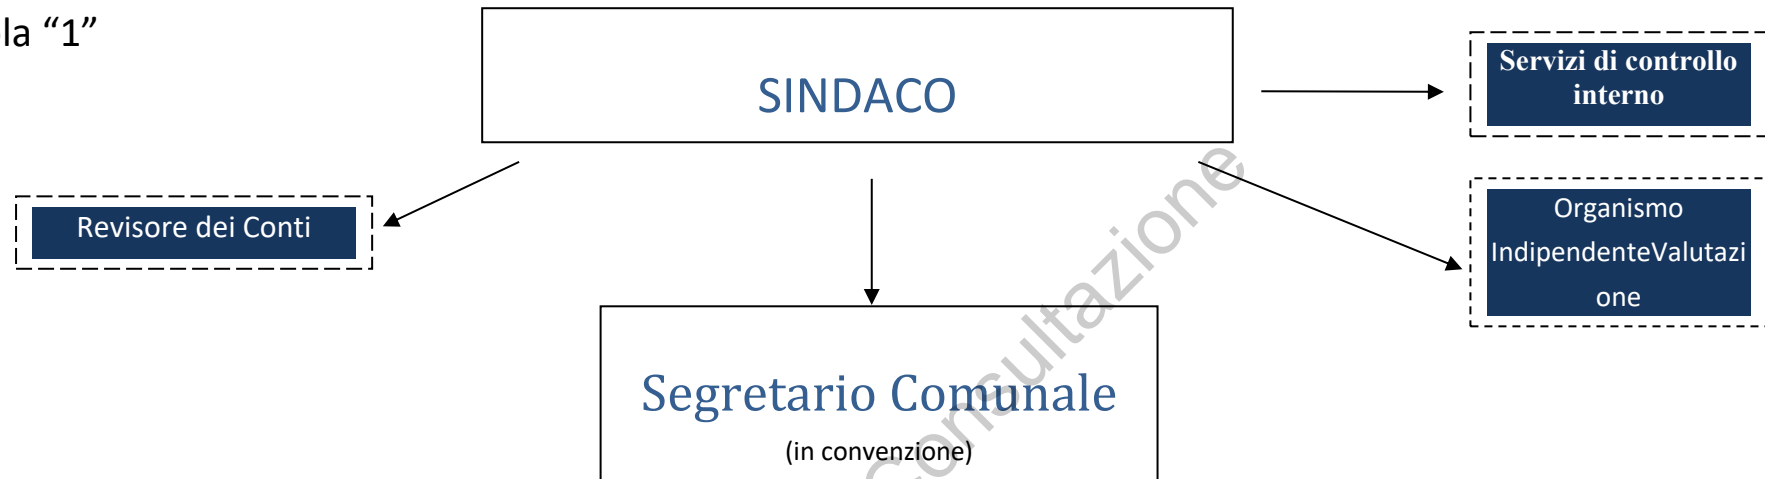 la “1”
SINDACO
Servizi di controllo
interno
Revisore dei Conti
Organismo
IndipendenteValutazi
one
Segretario Comunale
(in convenzione)
Consultazione